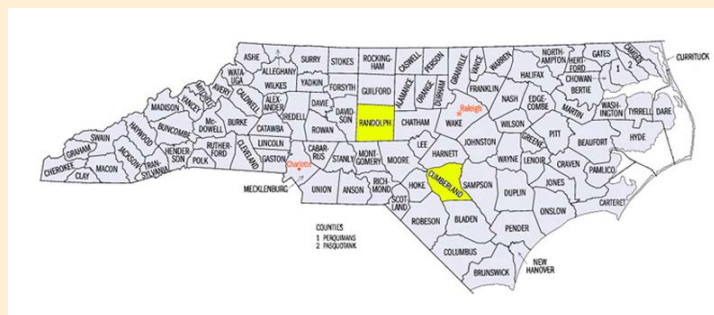 ASHE
ALLEGHANY
SURRY
STOKES
ROCKING-
HAM
CASWELL
PERSON
GRANVILLE
VANCE
WARREN
NORTH-
AMPTON
HERT-
FORD
GATES
CAMDEN
CURRITUCK
WATA-
UGA
WILKES
YADKIN
FORSYTH
GUILFORD
ALAMANCE
ORANGE
DURHAM
FRANKLIN
HALIFAX
CHOWAN
BERTIE
1
2
MITCHELL
AVERY
CALDWELL
ALEX-
ANDER
IREDELL
DAVIE
DAVID-
SON
RANDOLPH
CHATHAM
Raleigh
WAKE
NASH
EDGE-
COMBE
MARTIN
WASH-
INGTON
TYRRELL
DARE
MADISON
YANCEY
McDOWELL
BURKE
CATAWBA
ROWAN
LEE
JOHNSTON
WILSON
GREENE
PITT
BEAUFORT
HYDE
SWAIN
HAYWOOD
BUNCOMBE
RUTHER-
FORD
LINCOLN
CABAR-
RUS
STANLY
MONT-
GOMERY
MOORE
HARNETT
WAYNE
LENOIR
CRAVEN
PAMLICO
GRAHAM
CHEROKEE
CLAY
MACON
JACKSON
TRAN-
SYLVANIA
HENDER-
SON
POLK
CLEVELAND
GASTON
Charlotte
MECKLENBURG
UNION
ANSON
RICH-
MOND
SCOT-
LAND
HOKE
CUMBERLAND
SAMPSON
DUPLIN
JONES
CARTERET
ONSLOW
ROBESON
BLADEN
PENDER
COLUMBUS
NEW
HANOVER
BRUNSWICK
COUNTIES
1 PERQUIMANS
2 PASQUOTANK